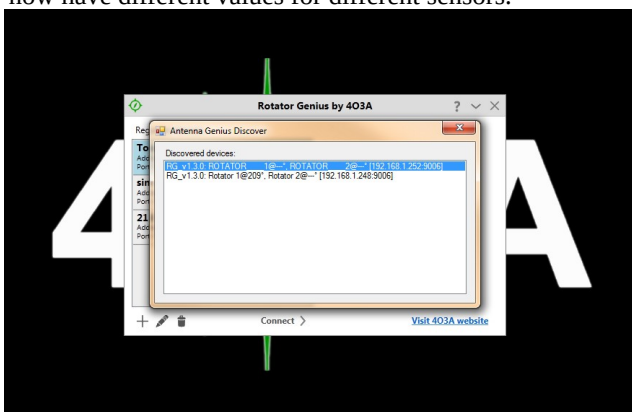 now have different values for different sensors.
Rotator Genius by 4O3A
?
Reg
Antenna Genius Discover
To
Add
Por
sin
Add
Por
21
Add
Por
Discovered devices:
RG_v1.3.0: ROTATOR 1@---°, ROTATOR 2@---° [192.168.1.252:9006]
RG_v1.3.0: Rotator 1@209°, Rotator 2@---° [192.168.1.248:9006]
4 A
Connect
Visit 4O3A website